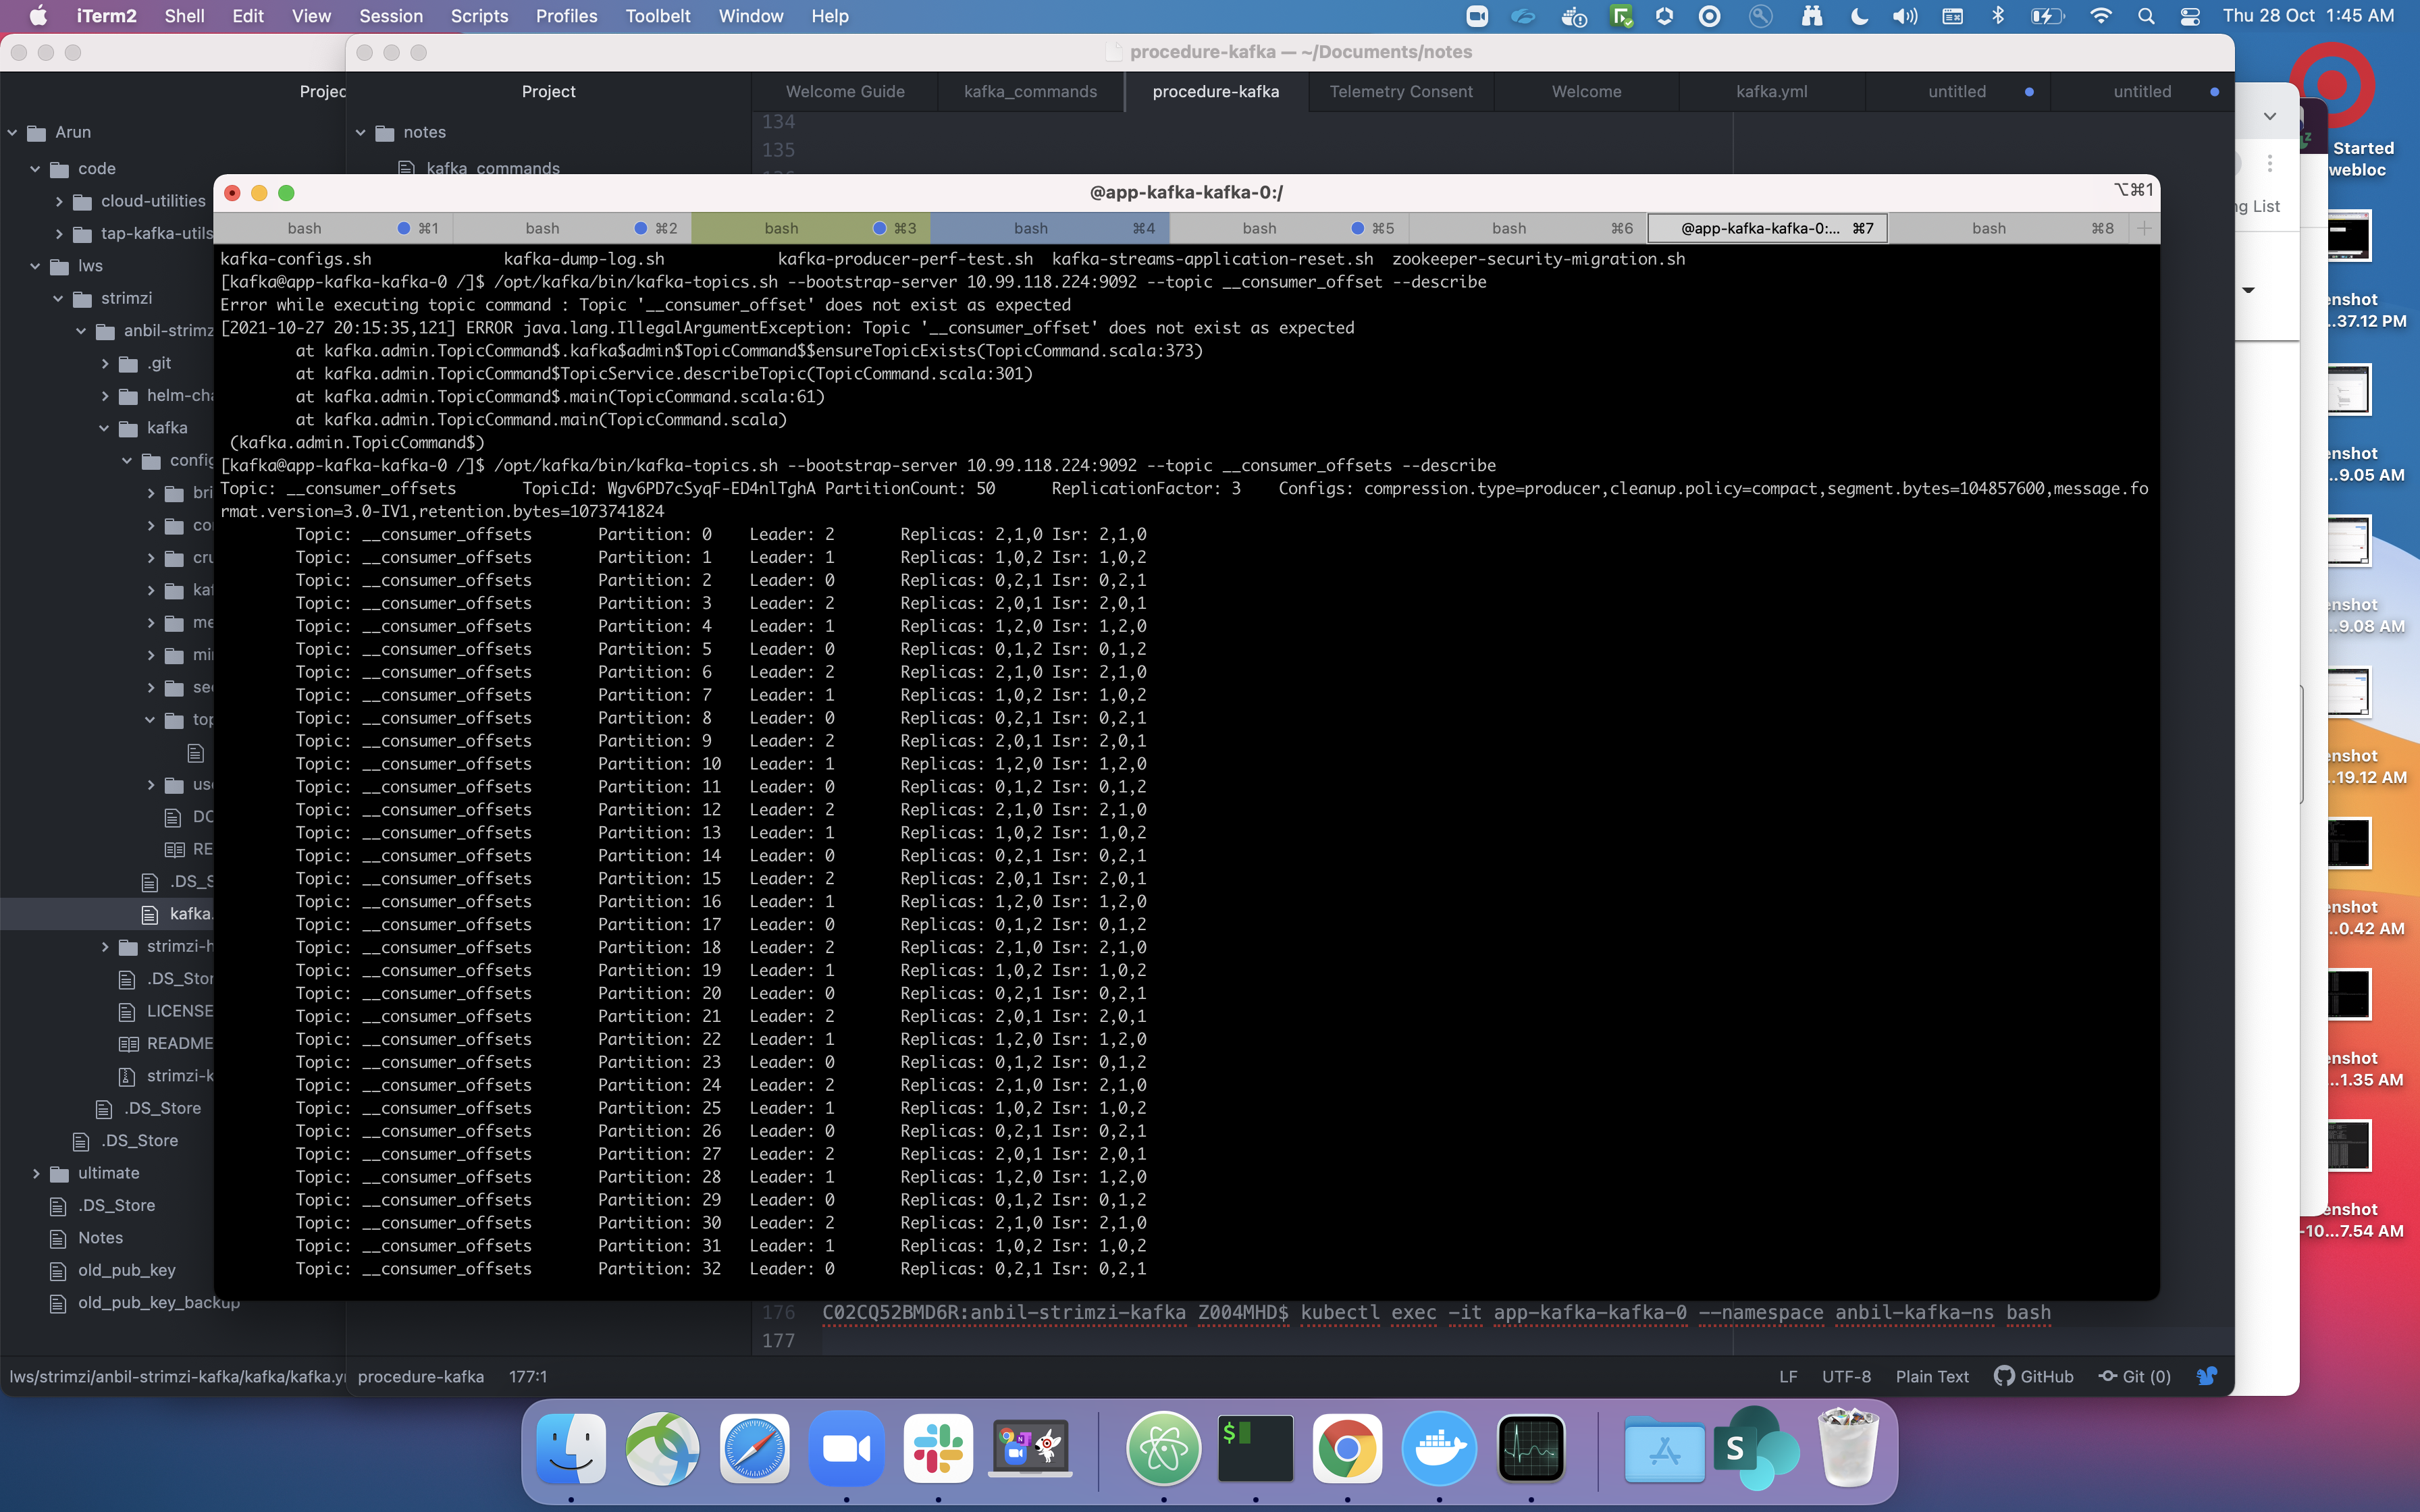 iTerm2 Shell Edit View Session Scripts Profiles Toolbelt Window Help Thu 28 Oct 1:45 AM
procedure-kafka — ~/Documents/notes
Projec Project Welcome Guide kafka_commands procedure-kafka Telemetry Consent Welcome kafka.yml untitled untitled
Arun
code
cloud-utilities
tap-kafka-utils
lws
strimzi
anbil-strimz
.git
helm-cha
kafka
config
bri
cru
kaf
sec
top
use
DO
RE
.DS_S
kafka.
strimzi-h
.DS_Stor
LICENSE
README
strimzi-k
.DS_Store
.DS_Store
ultimate
.DS_Store
Notes
old_pub_key
old_pub_key_backup
notes
kafka_commands
134
135
@app-kafka-kafka-0:/ ⌥⌘1
bash ⌘1 bash ⌘2 bash ⌘3 bash ⌘4 bash ⌘5 bash ⌘6 @app-kafka-kafka-0:... ⌘7 bash ⌘8
kafka-configs.sh kafka-dump-log.sh kafka-producer-perf-test.sh kafka-streams-application-reset.sh zookeeper-security-migration.sh
[kafka@app-kafka-kafka-0 /]$ /opt/kafka/bin/kafka-topics.sh --bootstrap-server 10.99.118.224:9092 --topic __consumer_offset --describe
Error while executing topic command : Topic '__consumer_offset' does not exist as expected
[2021-10-27 20:15:35,121] ERROR java.lang.IllegalArgumentException: Topic '__consumer_offset' does not exist as expected
at kafka.admin.TopicCommand$.kafka$admin$TopicCommand$$ensureTopicExists(TopicCommand.scala:373)
at kafka.admin.TopicCommand$TopicService.describeTopic(TopicCommand.scala:301)
at kafka.admin.TopicCommand$.main(TopicCommand.scala:61)
at kafka.admin.TopicCommand.main(TopicCommand.scala)
(kafka.admin.TopicCommand$)
[kafka@app-kafka-kafka-0 /]$ /opt/kafka/bin/kafka-topics.sh --bootstrap-server 10.99.118.224:9092 --topic __consumer_offsets --describe
Topic: __consumer_offsets TopicId: Wgv6PD7cSyqF-ED4nlTghA PartitionCount: 50 ReplicationFactor: 3 Configs: compression.type=producer,cleanup.policy=compact,segment.bytes=104857600,message.fo
rmat.version=3.0-IV1,retention.bytes=1073741824
Topic: __consumer_offsets Partition: 0 Leader: 2 Replicas: 2,1,0 Isr: 2,1,0
Topic: __consumer_offsets Partition: 1 Leader: 1 Replicas: 1,0,2 Isr: 1,0,2
Topic: __consumer_offsets Partition: 2 Leader: 0 Replicas: 0,2,1 Isr: 0,2,1
Topic: __consumer_offsets Partition: 3 Leader: 2 Replicas: 2,0,1 Isr: 2,0,1
Topic: __consumer_offsets Partition: 4 Leader: 1 Replicas: 1,2,0 Isr: 1,2,0
Topic: __consumer_offsets Partition: 5 Leader: 0 Replicas: 0,1,2 Isr: 0,1,2
Topic: __consumer_offsets Partition: 6 Leader: 2 Replicas: 2,1,0 Isr: 2,1,0
Topic: __consumer_offsets Partition: 7 Leader: 1 Replicas: 1,0,2 Isr: 1,0,2
Topic: __consumer_offsets Partition: 8 Leader: 0 Replicas: 0,2,1 Isr: 0,2,1
Topic: __consumer_offsets Partition: 9 Leader: 2 Replicas: 2,0,1 Isr: 2,0,1
Topic: __consumer_offsets Partition: 10 Leader: 1 Replicas: 1,2,0 Isr: 1,2,0
Topic: __consumer_offsets Partition: 11 Leader: 0 Replicas: 0,1,2 Isr: 0,1,2
Topic: __consumer_offsets Partition: 12 Leader: 2 Replicas: 2,1,0 Isr: 2,1,0
Topic: __consumer_offsets Partition: 13 Leader: 1 Replicas: 1,0,2 Isr: 1,0,2
Topic: __consumer_offsets Partition: 14 Leader: 0 Replicas: 0,2,1 Isr: 0,2,1
Topic: __consumer_offsets Partition: 15 Leader: 2 Replicas: 2,0,1 Isr: 2,0,1
Topic: __consumer_offsets Partition: 16 Leader: 1 Replicas: 1,2,0 Isr: 1,2,0
Topic: __consumer_offsets Partition: 17 Leader: 0 Replicas: 0,1,2 Isr: 0,1,2
Topic: __consumer_offsets Partition: 18 Leader: 2 Replicas: 2,1,0 Isr: 2,1,0
Topic: __consumer_offsets Partition: 19 Leader: 1 Replicas: 1,0,2 Isr: 1,0,2
Topic: __consumer_offsets Partition: 20 Leader: 0 Replicas: 0,2,1 Isr: 0,2,1
Topic: __consumer_offsets Partition: 21 Leader: 2 Replicas: 2,0,1 Isr: 2,0,1
Topic: __consumer_offsets Partition: 22 Leader: 1 Replicas: 1,2,0 Isr: 1,2,0
Topic: __consumer_offsets Partition: 23 Leader: 0 Replicas: 0,1,2 Isr: 0,1,2
Topic: __consumer_offsets Partition: 24 Leader: 2 Replicas: 2,1,0 Isr: 2,1,0
Topic: __consumer_offsets Partition: 25 Leader: 1 Replicas: 1,0,2 Isr: 1,0,2
Topic: __consumer_offsets Partition: 26 Leader: 0 Replicas: 0,2,1 Isr: 0,2,1
Topic: __consumer_offsets Partition: 27 Leader: 2 Replicas: 2,0,1 Isr: 2,0,1
Topic: __consumer_offsets Partition: 28 Leader: 1 Replicas: 1,2,0 Isr: 1,2,0
Topic: __consumer_offsets Partition: 29 Leader: 0 Replicas: 0,1,2 Isr: 0,1,2
Topic: __consumer_offsets Partition: 30 Leader: 2 Replicas: 2,1,0 Isr: 2,1,0
Topic: __consumer_offsets Partition: 31 Leader: 1 Replicas: 1,0,2 Isr: 1,0,2
Topic: __consumer_offsets Partition: 32 Leader: 0 Replicas: 0,2,1 Isr: 0,2,1
176 C02CQ52BMD6R:anbil-strimzi-kafka Z004MHD$ kubectl exec -it app-kafka-kafka-0 --namespace anbil-kafka-ns bash
177
lws/strimzi/anbil-strimzi-kafka/kafka/kafka.y procedure-kafka 177:1 LF UTF-8 Plain Text GitHub Git (0)
Started
webloc
ng List
enshot
...37.12 PM
enshot
...9.05 AM
enshot
...9.08 AM
enshot
...19.12 AM
enshot
...0.42 AM
enshot
...1.35 AM
enshot
-10...7.54 AM
$
S